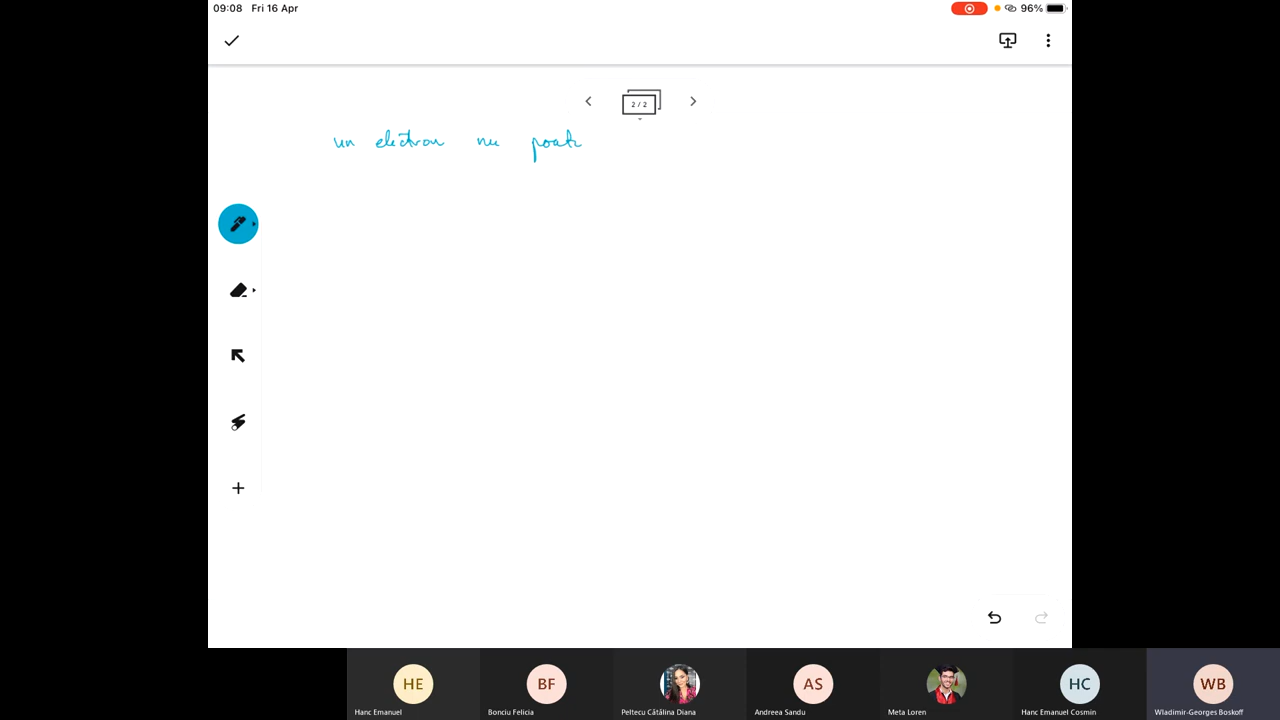 09:08 Fri 16 Apr 96%
2 / 2
un electron nu poate
HE BF AS HC WB
Hanc Emanuel Bonciu Felicia Peltecu Cătălina Diana Andreea Sandu Meta Loren Hanc Emanuel Cosmin Wladimir-Georges Boskoff